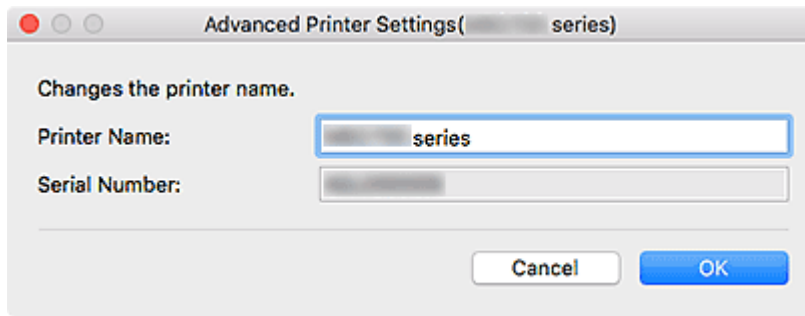 Advanced Printer Settings( series)
Changes the printer name.
Printer Name: series
Serial Number:
Cancel OK